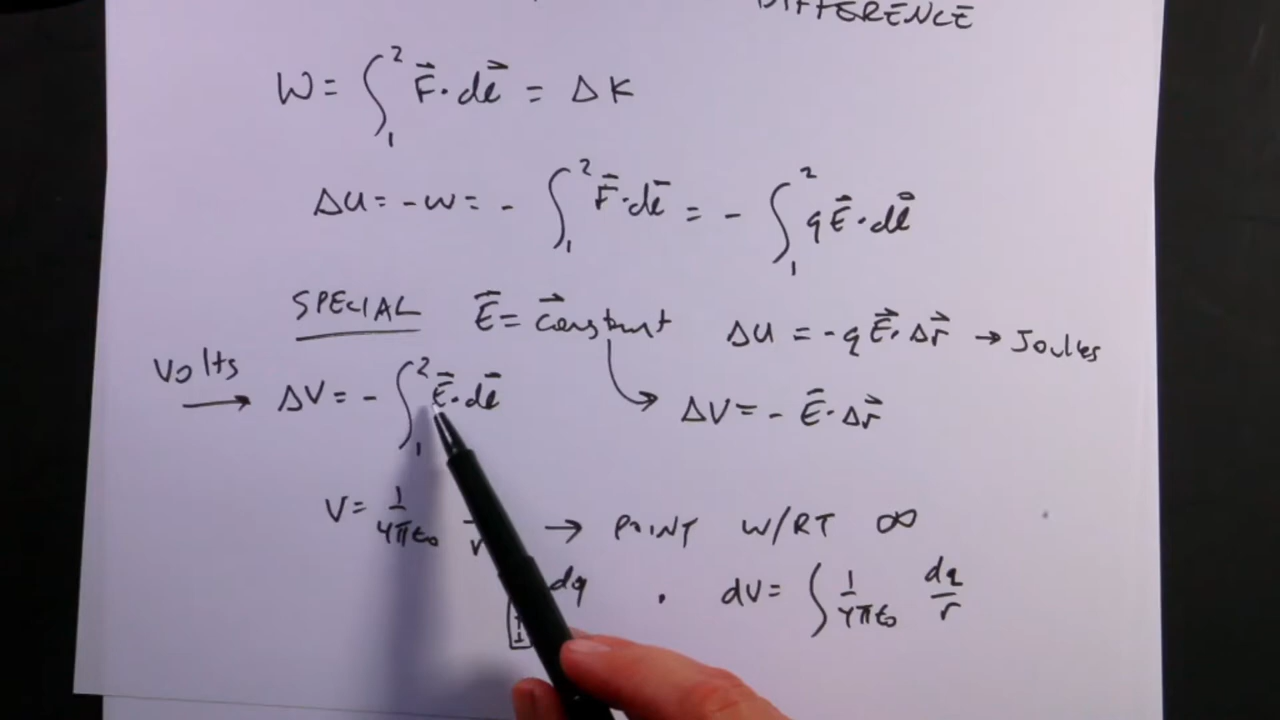 DIFFERENCE
W = ∫₁² F⃗ · dℓ⃗ = ΔK
ΔU = -W = - ∫₁² F⃗ · dℓ⃗ = - ∫₁² qE⃗ · dℓ⃗
SPECIAL E⃗ = constant ΔU = -qE⃗ · Δr⃗ → Joules
Volts → ΔV = - ∫₁² E⃗ · dℓ⃗ → ΔV = - E⃗ · Δr⃗
V = 1/4πε₀ /r → POINT W/RT ∞
dq . dV = ∫ 1/4πε₀ dq/r